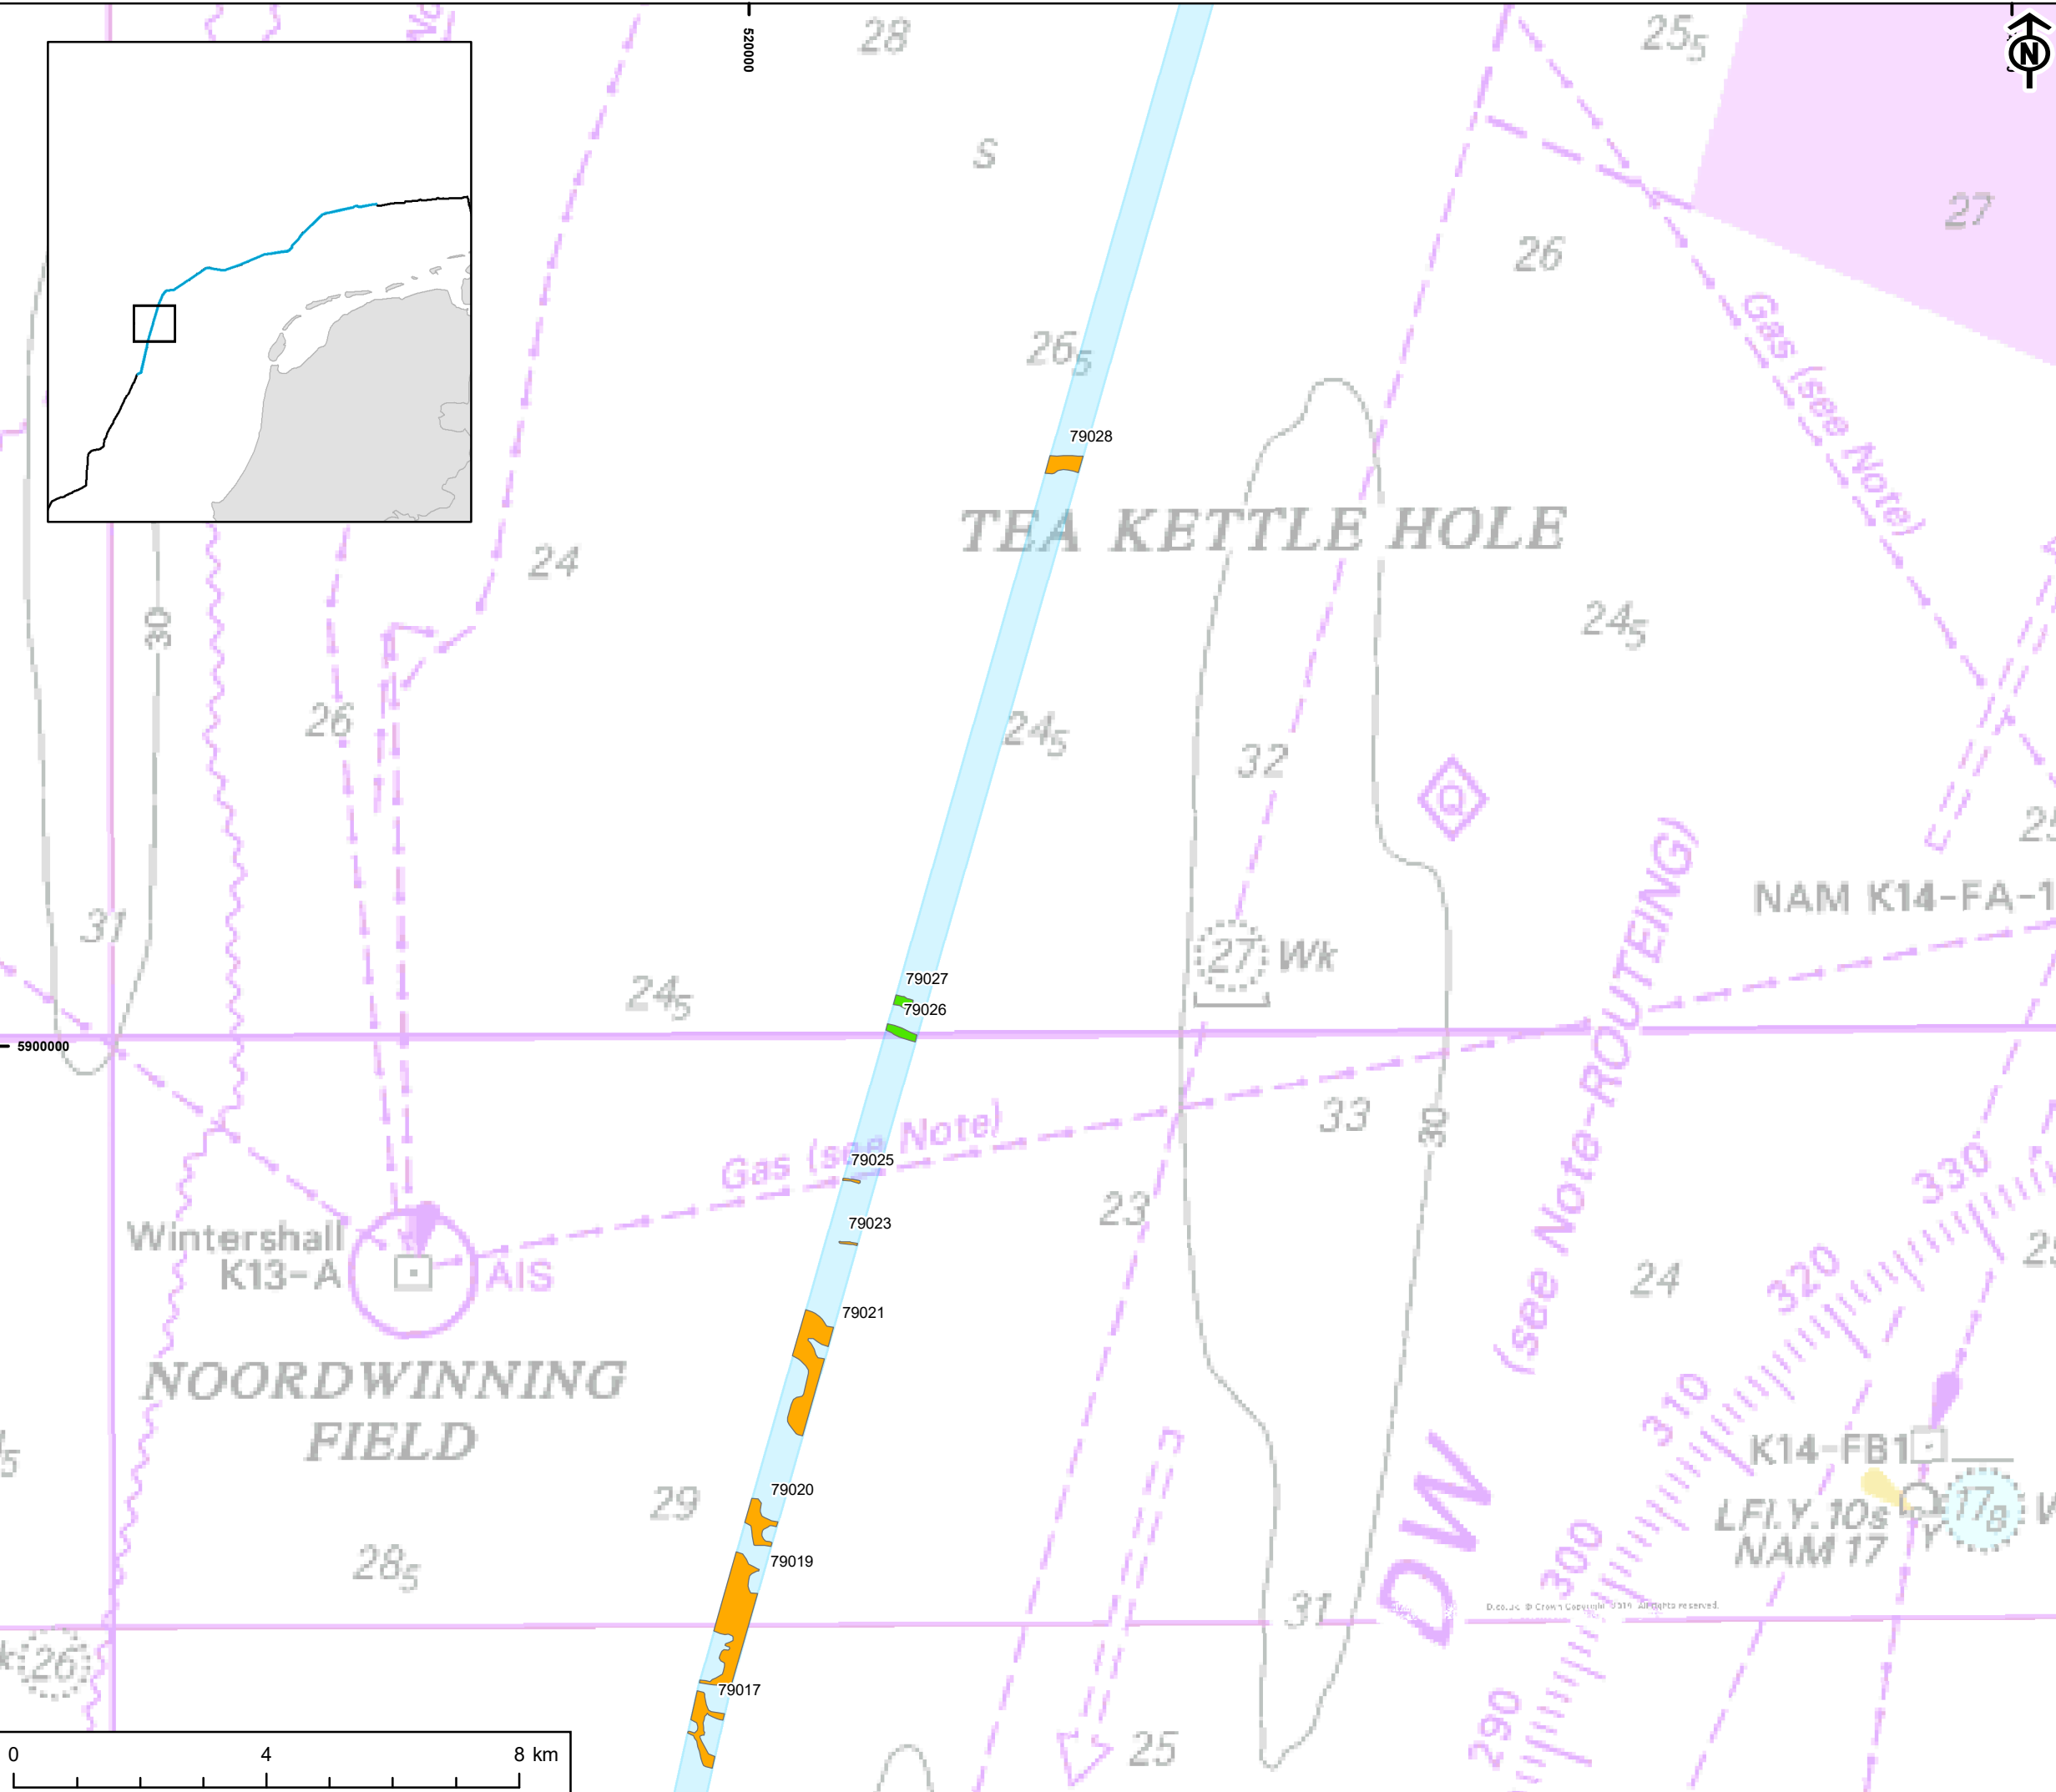 28
520000
25₅
N
S
27
26
26₅
Gas (see Note)
79028
TEA KETTLE HOLE
24
30
24₅
26
24₅
32
Q
31
NAM K14-FA-1
27 Wk
79027
24₅
79026
5900000
33
30
Gas (see Note)
79025
(see Note-ROUTEING)
330
23
79023
Wintershall
K13-A
AIS
24
320
79021
NOORDWINNING
FIELD
310
K14-FB1
DW
79020
29
17₈
LFl.Y.10s
NAM 17
Y
28₅
79019
300
31
26
79017
290
25
0 4 8 km